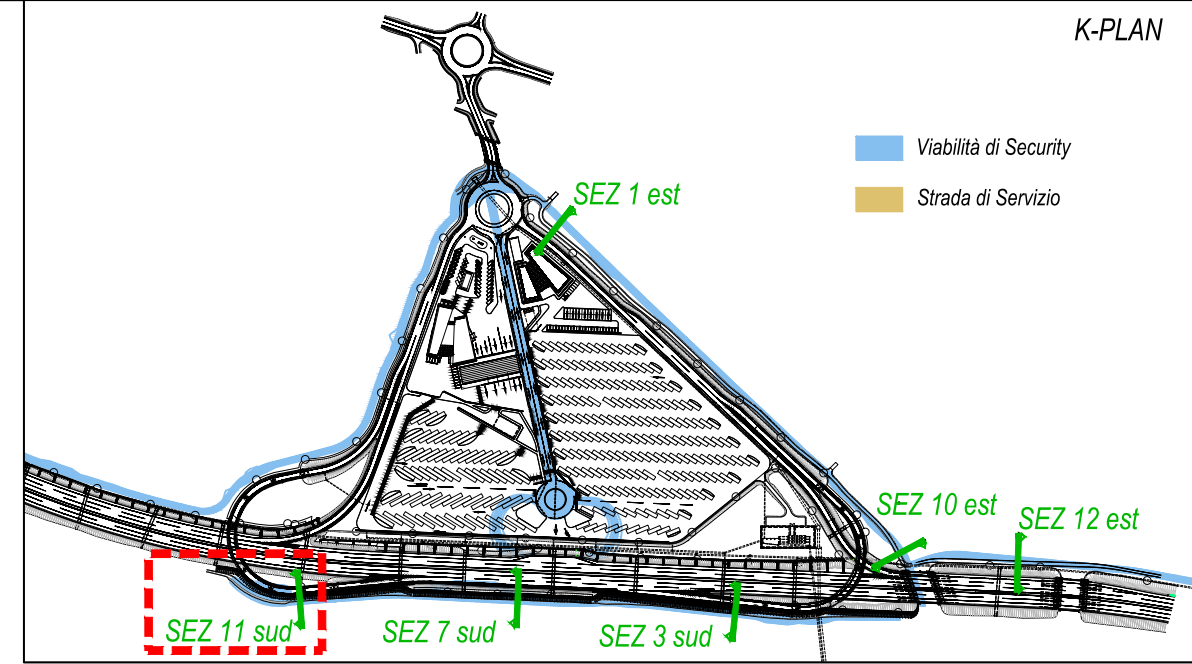 K-PLAN
Viabilità di Security
SEZ 1 est
Strada di Servizio
SEZ 10 est
SEZ 12 est
SEZ 11 sud
SEZ 7 sud
SEZ 3 sud